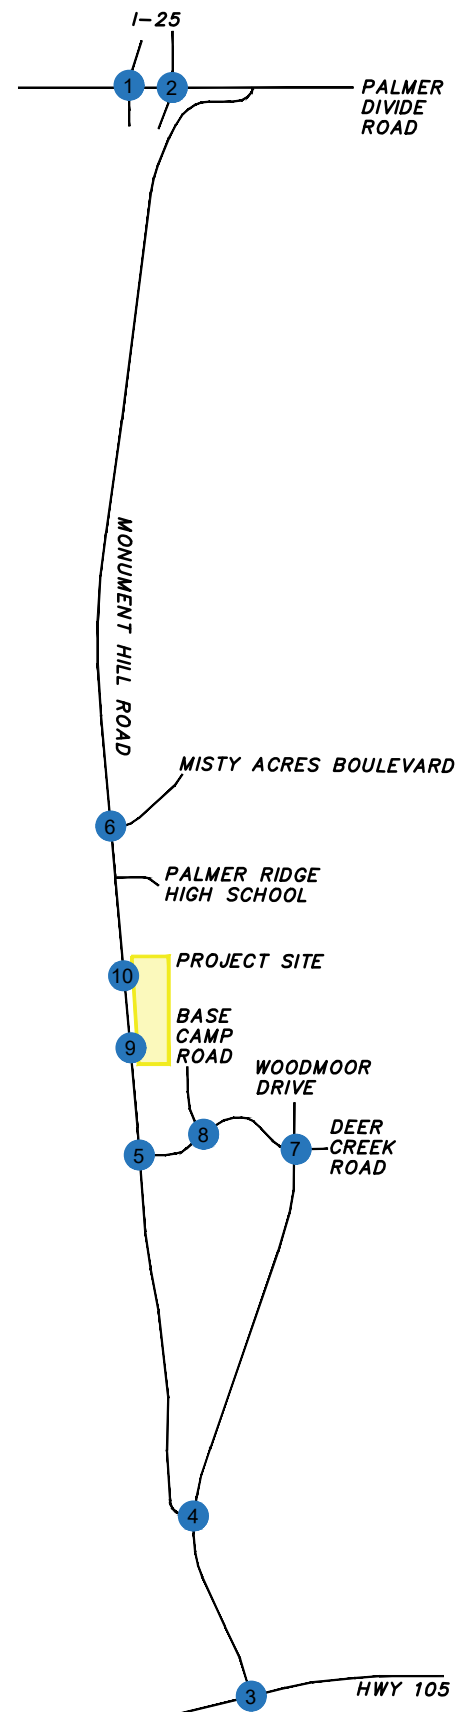 I-25
1
2
PALMER
DIVIDE
ROAD
MONUMENT HILL ROAD
MISTY ACRES BOULEVARD
6
PALMER RIDGE
HIGH SCHOOL
PROJECT SITE
10
BASE
CAMP
ROAD
9
WOODMOOR
DRIVE
DEER
CREEK
ROAD
8
7
5
4
HWY 105
3